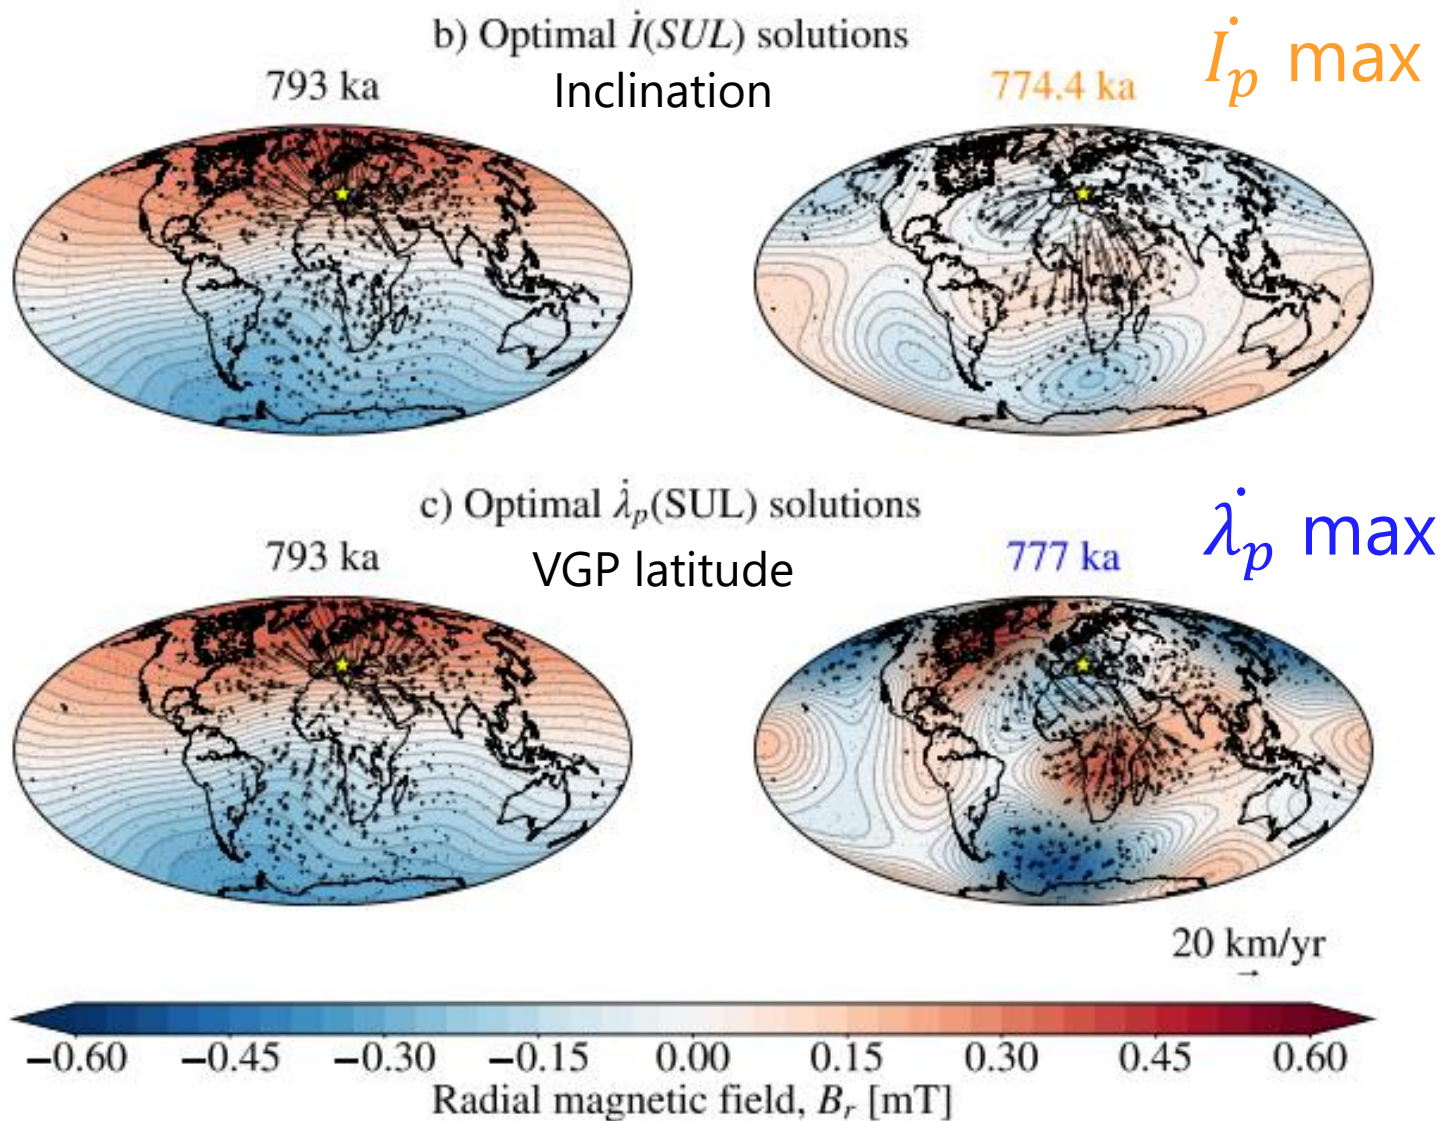 b) Optimal İ(SUL) solutions
İₚ max
793 ka
Inclination
774.4 ka
c) Optimal λ̇ₚ(SUL) solutions
λ̇ₚ max
793 ka
VGP latitude
777 ka
20 km/yr
→
−0.60 −0.45 −0.30 −0.15 0.00 0.15 0.30 0.45 0.60
Radial magnetic field, Bᵣ [mT]